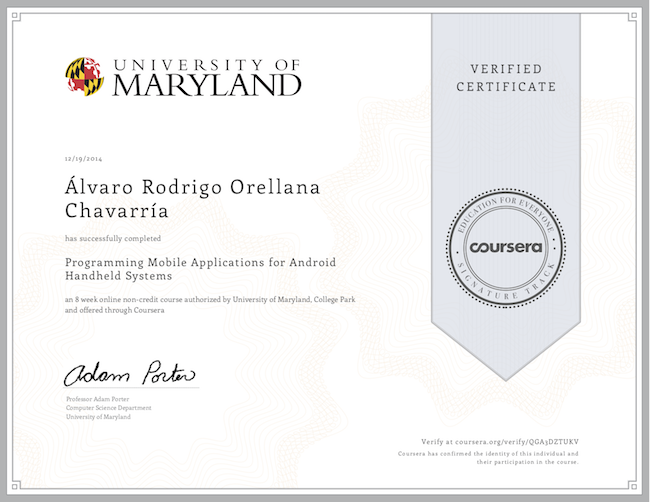 UNIVERSITY OF
MARYLAND
VERIFIED
CERTIFICATE
12/19/2014
Álvaro Rodrigo Orellana
Chavarría
has successfully completed
Programming Mobile Applications for Android
Handheld Systems
an 8 week online non-credit course authorized by University of Maryland, College Park
and offered through Coursera
EDUCATION FOR EVERYONE
coursera
SIGNATURE TRACK
Adam Porter
Professor Adam Porter
Computer Science Department
University of Maryland
Verify at coursera.org/verify/QGA3DZTUKV
Coursera has confirmed the identity of this individual and
their participation in the course.